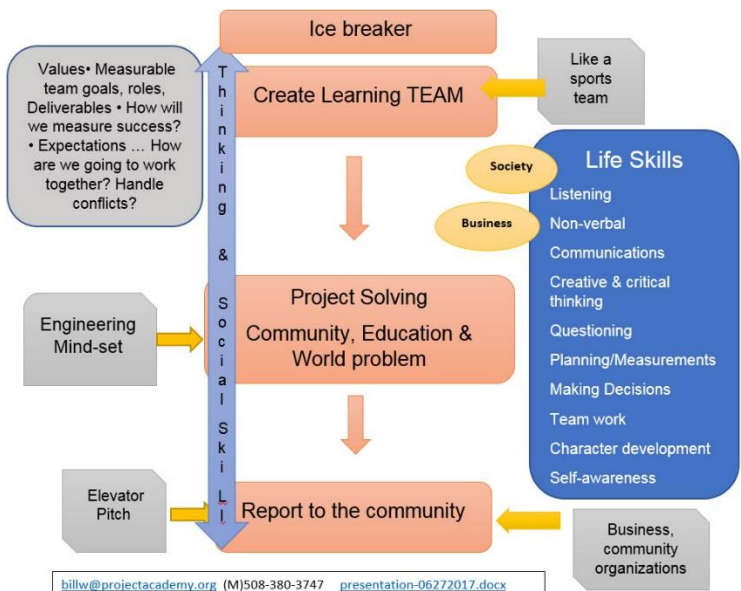 Ice breaker
Values• Measurable
team goals, roles,
Deliverables • How will
we measure success?
• Expectations … How
are we going to work
together? Handle
conflicts?
Thinking & Social SkiLl
Create Learning TEAM
Like a
sports
team
Society
Business
Life Skills
Listening
Non-verbal
Communications
Creative & critical
thinking
Questioning
Planning/Measurements
Making Decisions
Team work
Character development
Self-awareness
Engineering
Mind-set
Project Solving
Community, Education &
World problem
Elevator
Pitch
Report to the community
Business,
community
organizations
billw@projectacademy.org (M)508-380-3747 presentation-06272017.docx